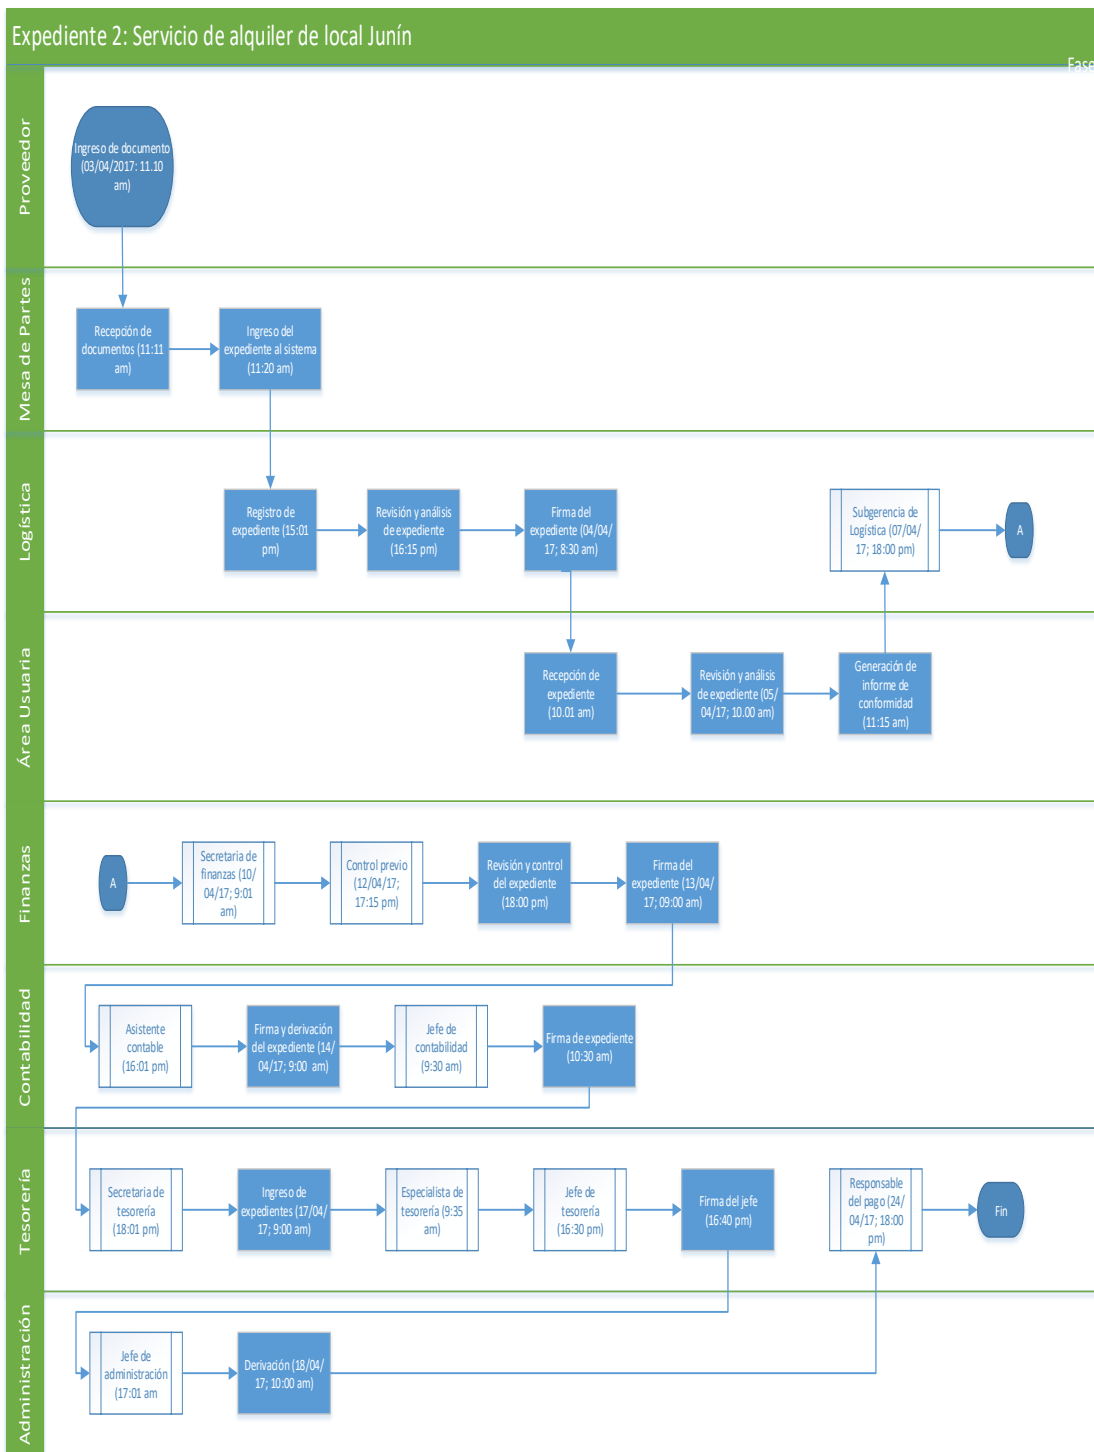 Expediente 2: Servicio de alquiler de local Junín
Fase
Proveedor
Ingreso de documento
(03/04/2017: 11.10
am)
Mesa de Partes
Recepción de
documentos (11:11
am)
Ingreso del
expediente al sistema
(11:20 am)
Logística
Registro de
expediente (15:01
pm)
Revisión y análisis
de expediente
(16:15 pm)
Firma del
expediente (04/04/
17; 8:30 am)
Subgerencia de
Logística (07/04/
17; 18:00 pm)
A
Área Usuaria
Recepción de
expediente
(10.01 am)
Revisión y análisis
de expediente (05/
04/17; 10.00 am)
Generación de
informe de
conformidad
(11:15 am)
Finanzas
A
Secretaria de
finanzas (10/
04/17; 9:01
am)
Control previo
(12/04/17;
17:15 pm)
Revisión y control
del expediente
(18:00 pm)
Firma del
expediente (13/04/
17; 09:00 am)
Contabilidad
Asistente
contable
(16:01 pm)
Firma y derivación
del expediente (14/
04/17; 9:00 am)
Jefe de
contabilidad
(9:30 am)
Firma de expediente
(10:30 am)
Tesorería
Secretaria de
tesorería
(18:01 pm)
Ingreso de
expedientes (17/04/
17; 9:00 am)
Especialista de
tesorería (9:35
am)
Jefe de
tesorería
(16:30 pm)
Firma del jefe
(16:40 pm)
Responsable
del pago (24/
04/17; 18:00
pm)
Fin
Administración
Jefe de
administración
(17:01 am
Derivación (18/04/
17; 10:00 am)